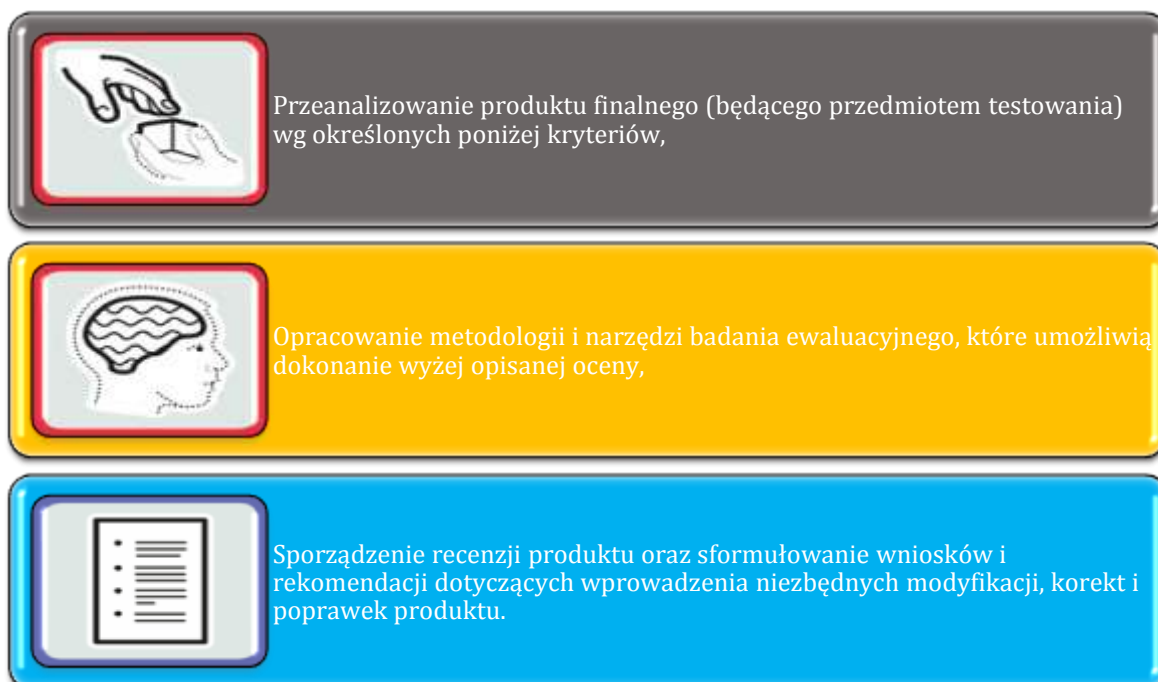 Przeanalizowanie produktu finalnego (będącego przedmiotem testowania)
wg określonych poniżej kryteriów,
Opracowanie metodologii i narzędzi badania ewaluacyjnego, które umożliwią
dokonanie wyżej opisanej oceny,
Sporządzenie recenzji produktu oraz sformułowanie wniosków i
rekomendacji dotyczących wprowadzenia niezbędnych modyfikacji, korekt i
poprawek produktu.